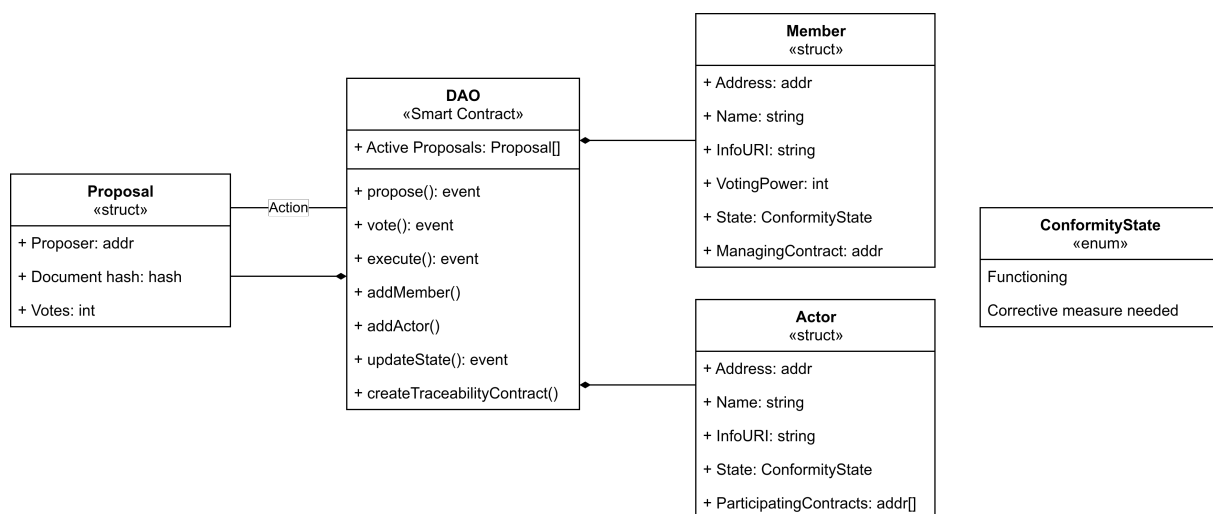 Proposal
«struct»
+ Proposer: addr
+ Document hash: hash
+ Votes: int
Action
DAO
«Smart Contract»
+ Active Proposals: Proposal[]
+ propose(): event
+ vote(): event
+ execute(): event
+ addMember()
+ addActor()
+ updateState(): event
+ createTraceabilityContract()
Member
«struct»
+ Address: addr
+ Name: string
+ InfoURI: string
+ VotingPower: int
+ State: ConformityState
+ ManagingContract: addr
Actor
«struct»
+ Address: addr
+ Name: string
+ InfoURI: string
+ State: ConformityState
+ ParticipatingContracts: addr[]
ConformityState
«enum»
Functioning
Corrective measure needed